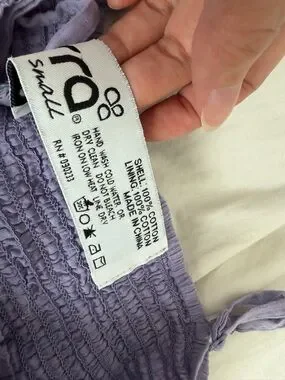 small
®
SHELL: 100% COTTON
LINING: 100% COTTON
MADE IN CHINA
HAND WASH COLD WATER OR
DRY CLEAN DO NOT BLEACH
IRON ON LOW HEAT LINE DRY
RN # 090233